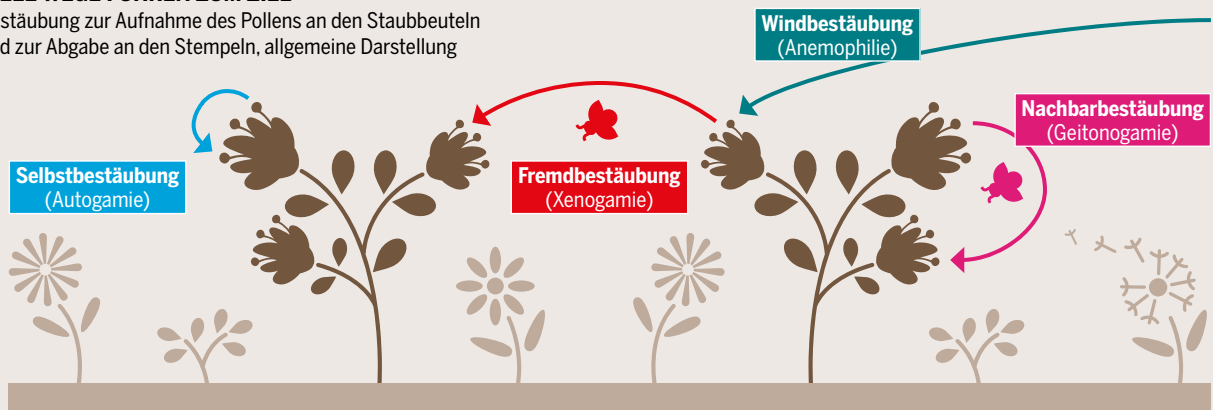 zur Aufnahme des Pollens an den Staubbeuteln
zur Abgabe an den Stempeln, allgemeine Darstellung
Windbestäubung
(Anemophilie)
Nachbarbestäubung
(Geitonogamie)
Selbstbestäubung
(Autogamie)
Fremdbestäubung
(Xenogamie)